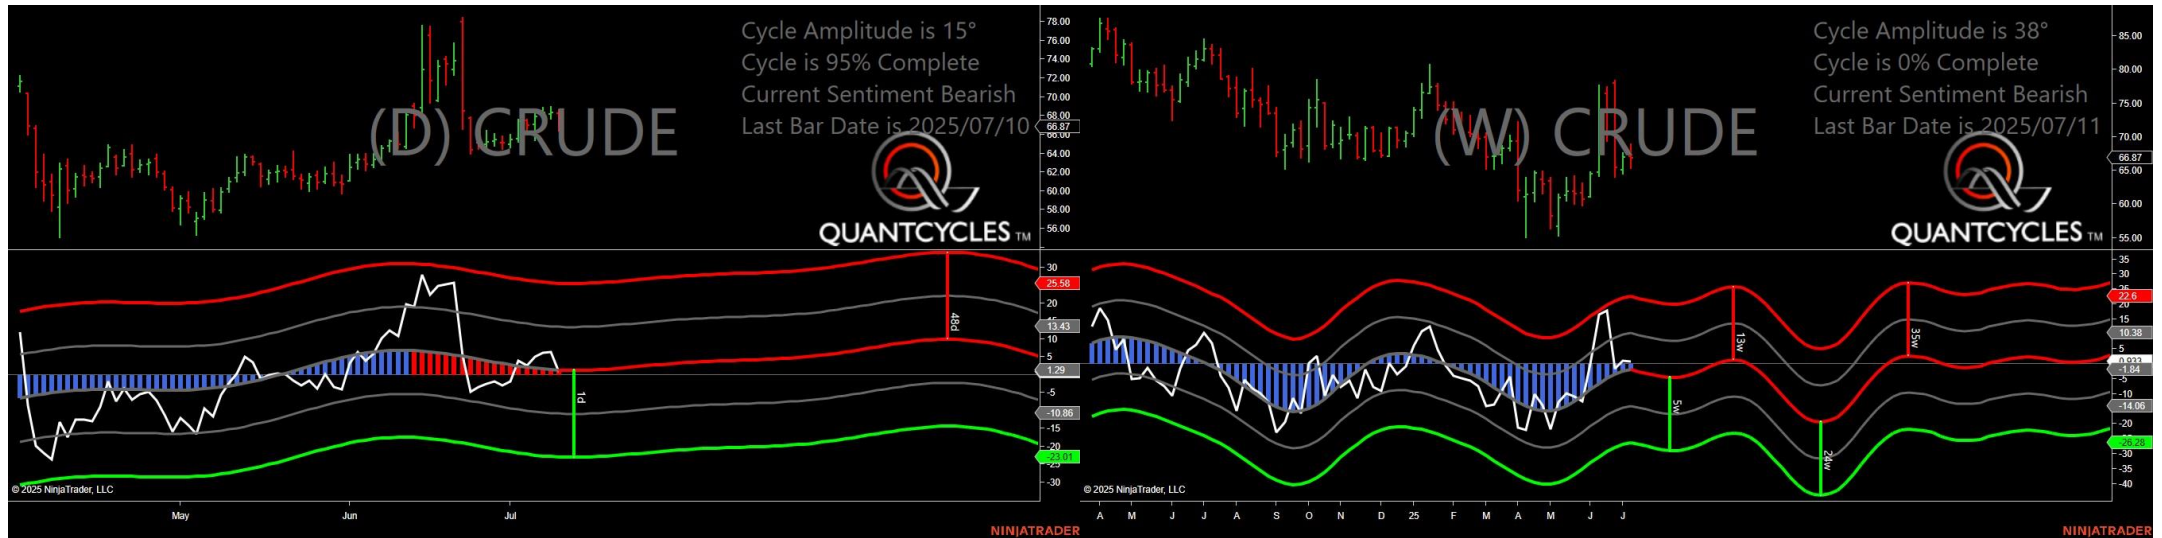 Cycle Amplitude is 15°
Cycle is 95% Complete
Current Sentiment Bearish
Last Bar Date is 2025/07/10
(D) CRUDE
QUANTCYCLES TM
78.00
76.00
74.00
72.00
70.00
68.00
66.87
66.00
64.00
62.00
60.00
58.00
56.00
30
25.58
20
15
13.43
10
5
1.29
-5
-10.86
-15
-20
-23.01
-25
-30
48d
1d
© 2025 NinjaTrader, LLC
May
Jun
Jul
NINJATRADER
Cycle Amplitude is 38°
Cycle is 0% Complete
Current Sentiment Bearish
Last Bar Date is 2025/07/11
(W) CRUDE
QUANTCYCLES TM
85.00
80.00
75.00
70.00
66.87
65.00
60.00
55.00
35
30
22.6
20
15
10.38
5
0.933
-1.84
-5
-10
-14.06
-20
-26.28
-30
-35
-40
13w
35w
5w
24w
© 2025 NinjaTrader, LLC
A
M
J
J
A
S
O
N
D
25
F
M
A
M
J
J
NINJATRADER